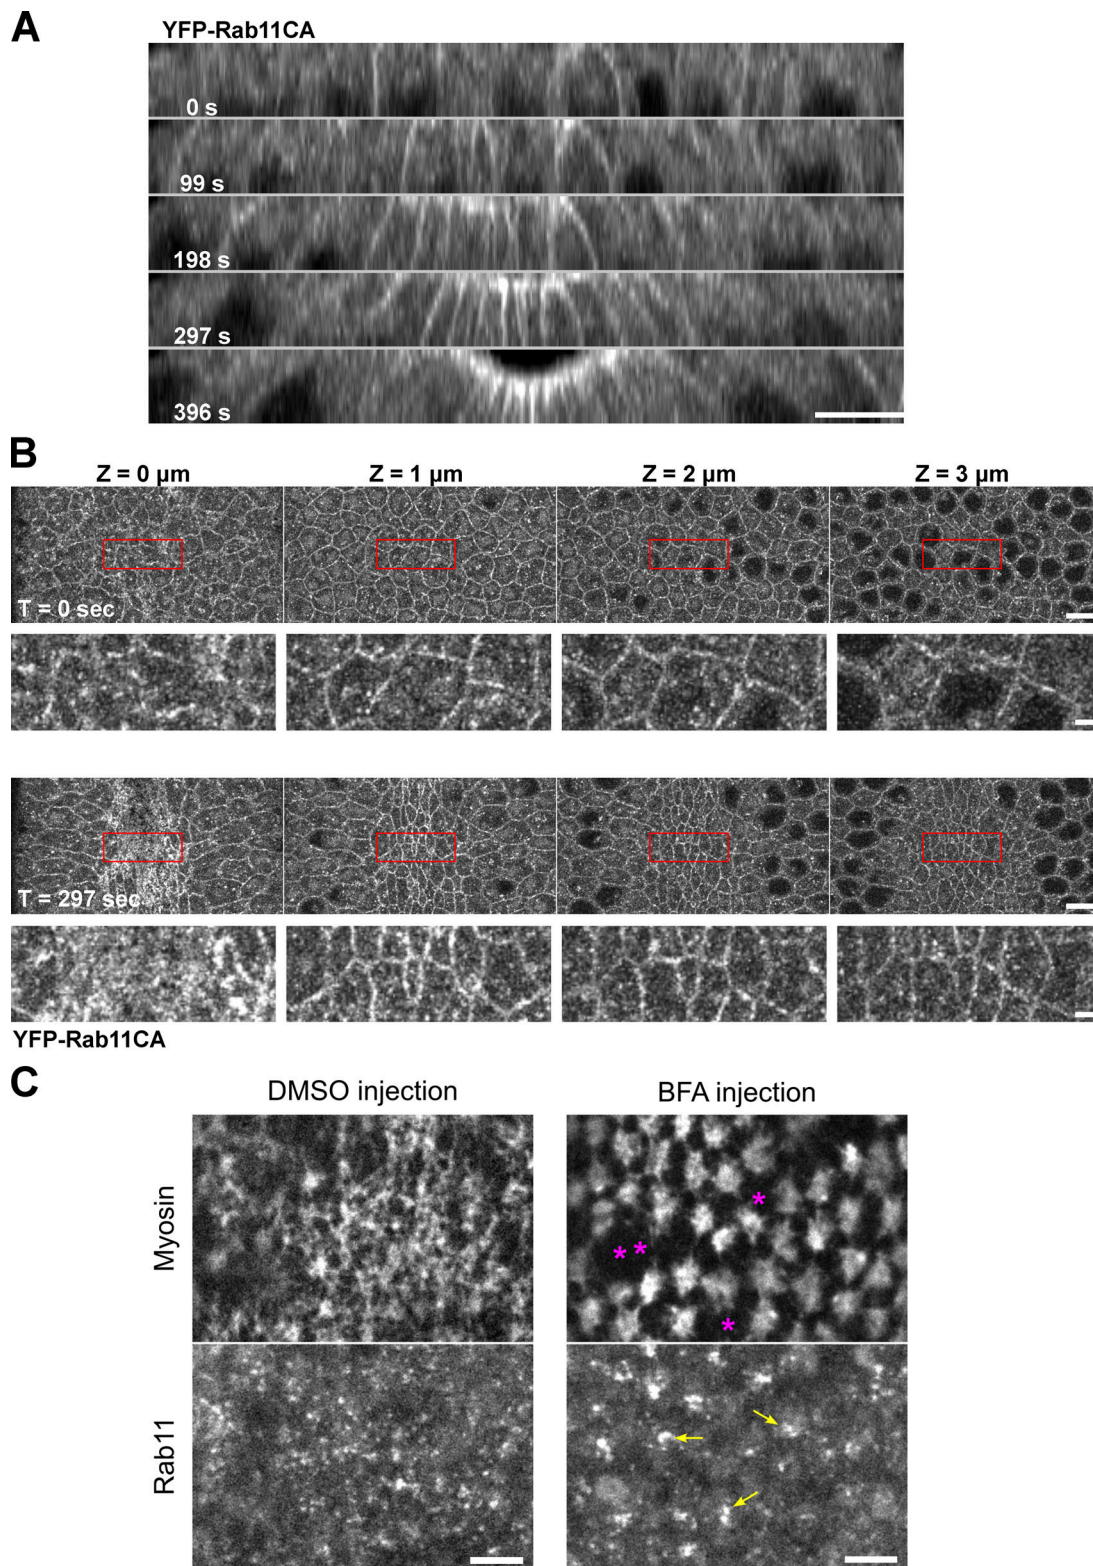 A
YFP-Rab11CA
0 s
99 s
198 s
297 s
396 s
B
Z = 0 µm Z = 1 µm Z = 2 µm Z = 3 µm
T = 0 sec
T = 297 sec
YFP-Rab11CA
C
DMSO injection BFA injection
Myosin
* * * *
Rab11